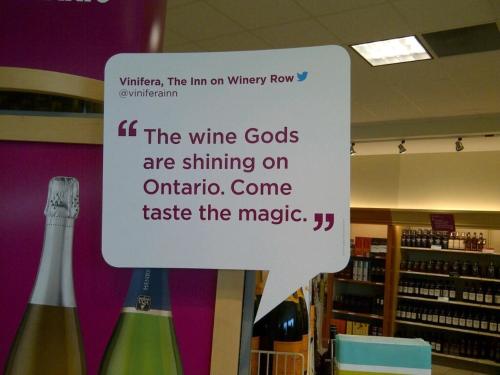 Vinifera, The Inn on Winery Row
@viniferainn
“The wine Gods
are shining on
Ontario. Come
taste the magic.”